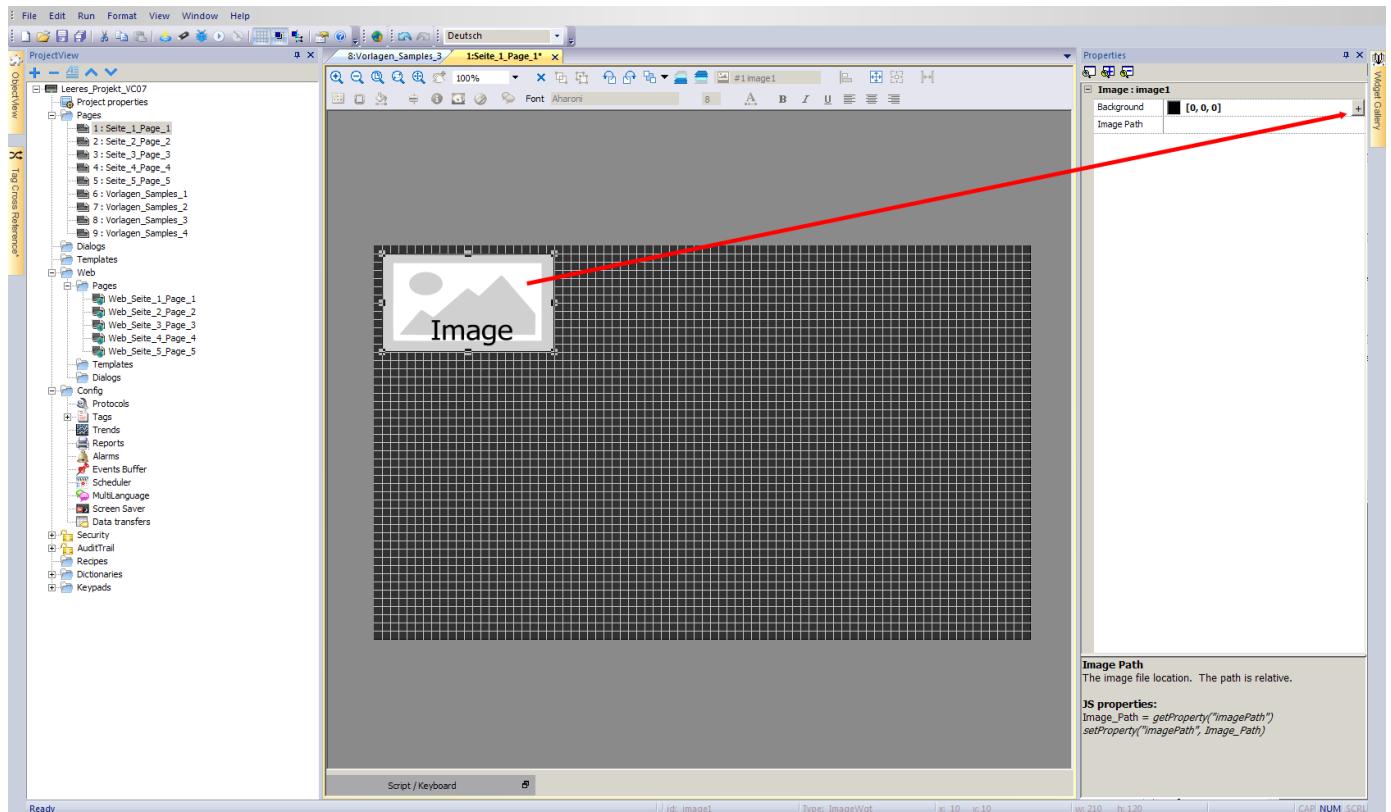 File Edit Run Format View Window Help
Deutsch
ProjectView
8:Vorlagen_Samples_3 1:Seite_1_Page_1*
Properties
100%
#1 image1
Font Aharoni 8 A B I U
ObjectView
Tag Cross Reference*
Widget Gallery
Leeres_Projekt_VC07
Project properties
Pages
1 : Seite_1_Page_1
2 : Seite_2_Page_2
3 : Seite_3_Page_3
4 : Seite_4_Page_4
5 : Seite_5_Page_5
6 : Vorlagen_Samples_1
7 : Vorlagen_Samples_2
8 : Vorlagen_Samples_3
9 : Vorlagen_Samples_4
Dialogs
Templates
Web
Pages
Web_Seite_1_Page_1
Web_Seite_2_Page_2
Web_Seite_3_Page_3
Web_Seite_4_Page_4
Web_Seite_5_Page_5
Templates
Dialogs
Config
Protocols
Tags
Trends
Reports
Alarms
Events Buffer
Scheduler
MultiLanguage
Screen Saver
Data transfers
Security
AuditTrail
Recipes
Dictionaries
Keypads
Image
Image : image1
Background [0, 0, 0] +
Image Path
Image Path
The image file location. The path is relative.
JS properties:
Image_Path = getProperty("imagePath")
setProperty("imagePath", Image_Path)
Script / Keyboard
Ready id: image1 Type: ImageWgt x: 10 y: 10 w: 210 h: 120 CAP NUM SCRL